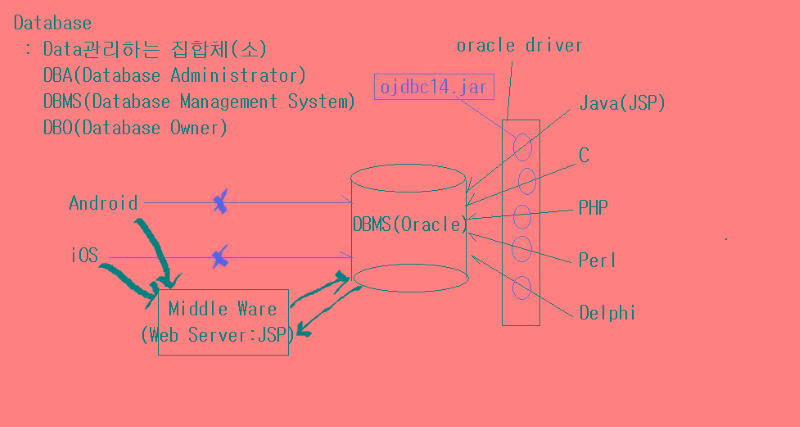 Database
: Data관리하는 집합체(소)
DBA(Database Administrator)
DBMS(Database Management System)
DBO(Database Owner)
oracle driver
ojdbc14.jar
Java(JSP)
C
PHP
Perl
Delphi
DBMS(Oracle)
Android
iOS
Middle Ware
(Web Server:JSP)